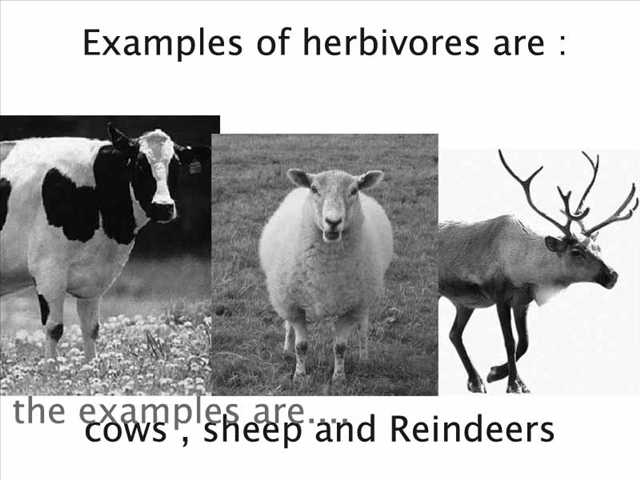 Examples of herbivores are :
the examples are....
cows , sheep and Reindeers